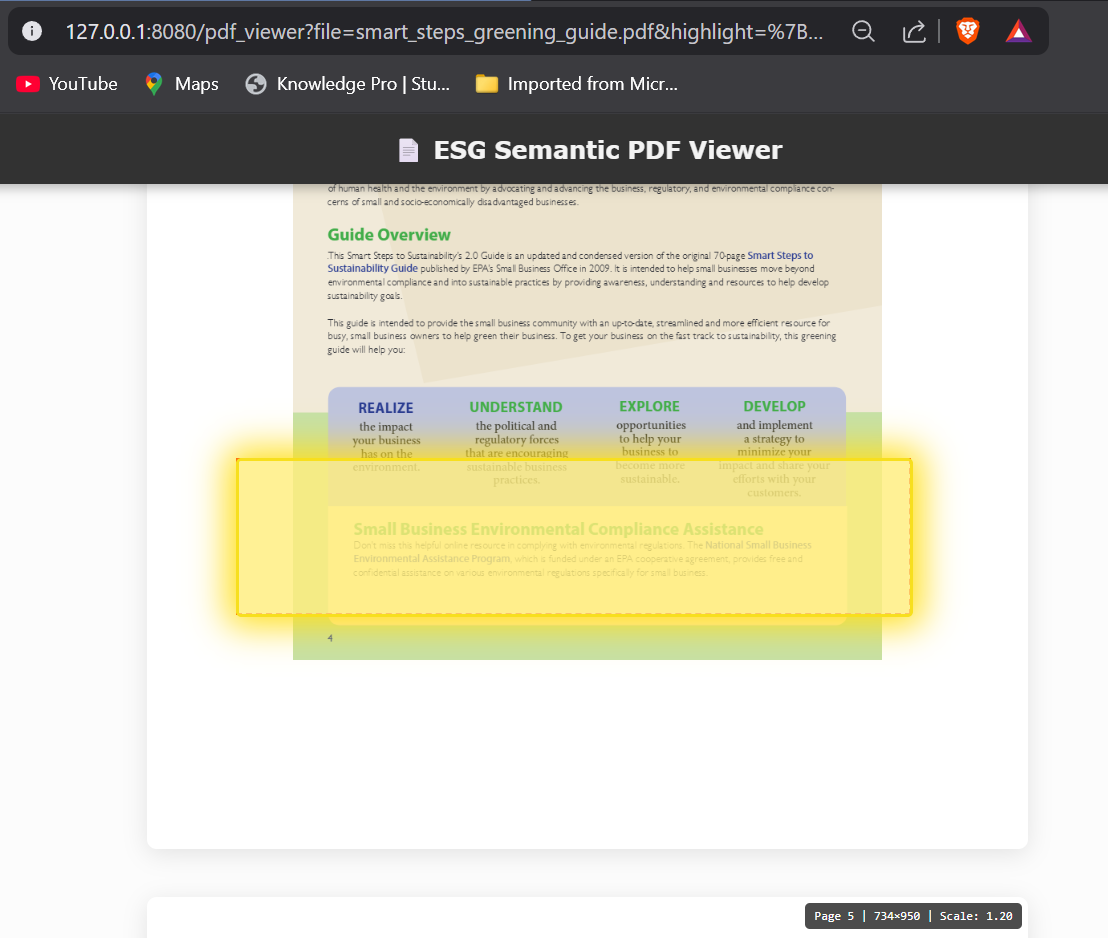 127.0.0.1:8080/pdf_viewer?file=smart_steps_greening_guide.pdf&highlight=%7B...
YouTube
Maps
Knowledge Pro | Stu...
Imported from Micr...
ESG Semantic PDF Viewer
of human health and the environment by advocating and advancing the business, regulatory, and environmental compliance con-
cerns of small and socio-economically disadvantaged businesses.
Guide Overview
.This Smart Steps to Sustainability's 2.0 Guide is an updated and condensed version of the original 70-page Smart Steps to
Sustainability Guide published by EPA's Small Business Office in 2009. It is intended to help small businesses move beyond
environmental compliance and into sustainable practices by providing awareness, understanding and resources to help develop
sustainability goals.
This guide is intended to provide the small business community with an up-to-date, streamlined and more efficient resource for
busy, small business owners to help green their business. To get your business on the fast track to sustainability, this greening
guide will help you:
REALIZE
the impact
your business
has on the
environment.
UNDERSTAND
the political and
regulatory forces
that are encouraging
sustainable business
practices.
EXPLORE
opportunities
to help your
business to
become more
sustainable.
DEVELOP
and implement
a strategy to
minimize your
impact and share your
efforts with your
customers.
Small Business Environmental Compliance Assistance
Don't miss this helpful online resource in complying with environmental regulations. The National Small Business
Environmental Assistance Program, which is funded under an EPA cooperative agreement, provides free and
confidential assistance on various environmental regulations specifically for small business.
4
Page 5 | 734×950 | Scale: 1.20